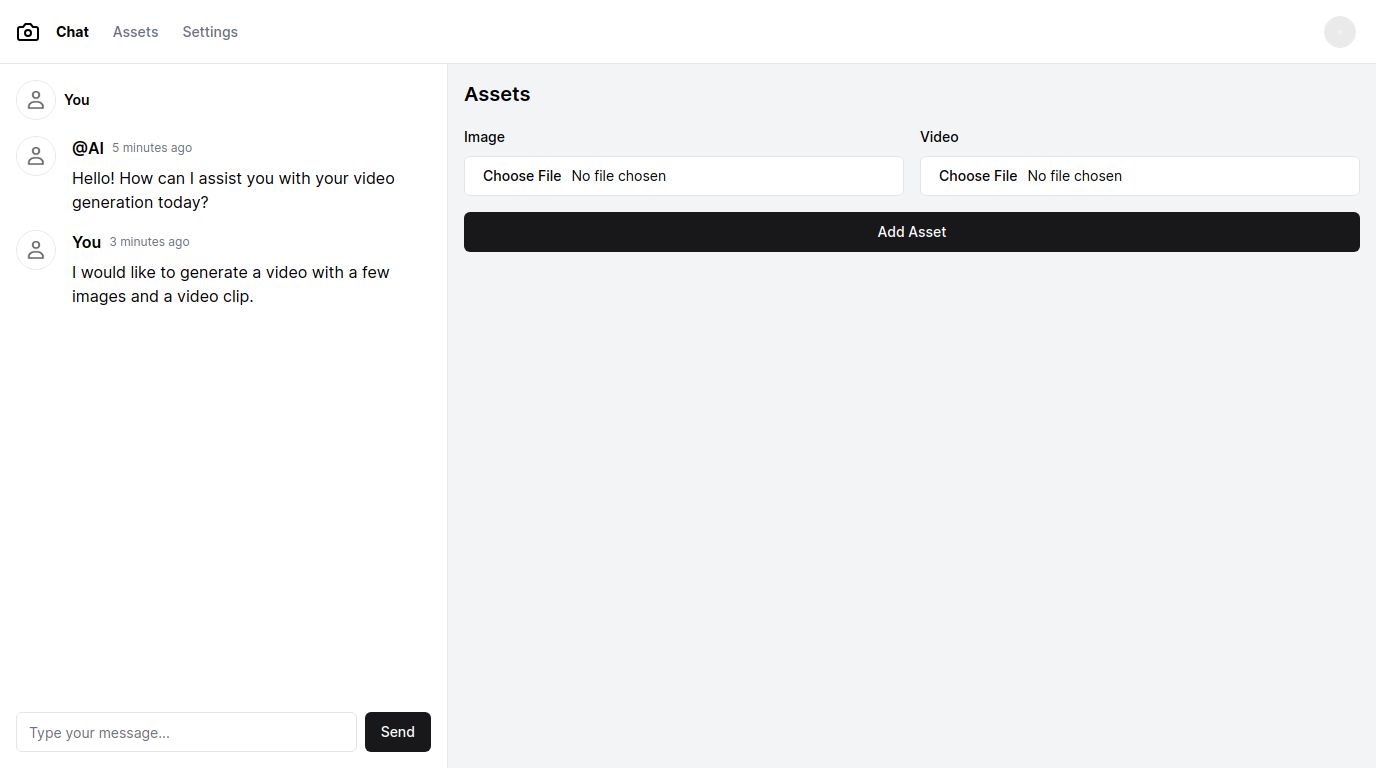 Chat Assets Settings
You
@AI 5 minutes ago
Hello! How can I assist you with your video
generation today?
You 3 minutes ago
I would like to generate a video with a few
images and a video clip.
Type your message...
Send
Assets
Image
Choose File No file chosen
Video
Choose File No file chosen
Add Asset